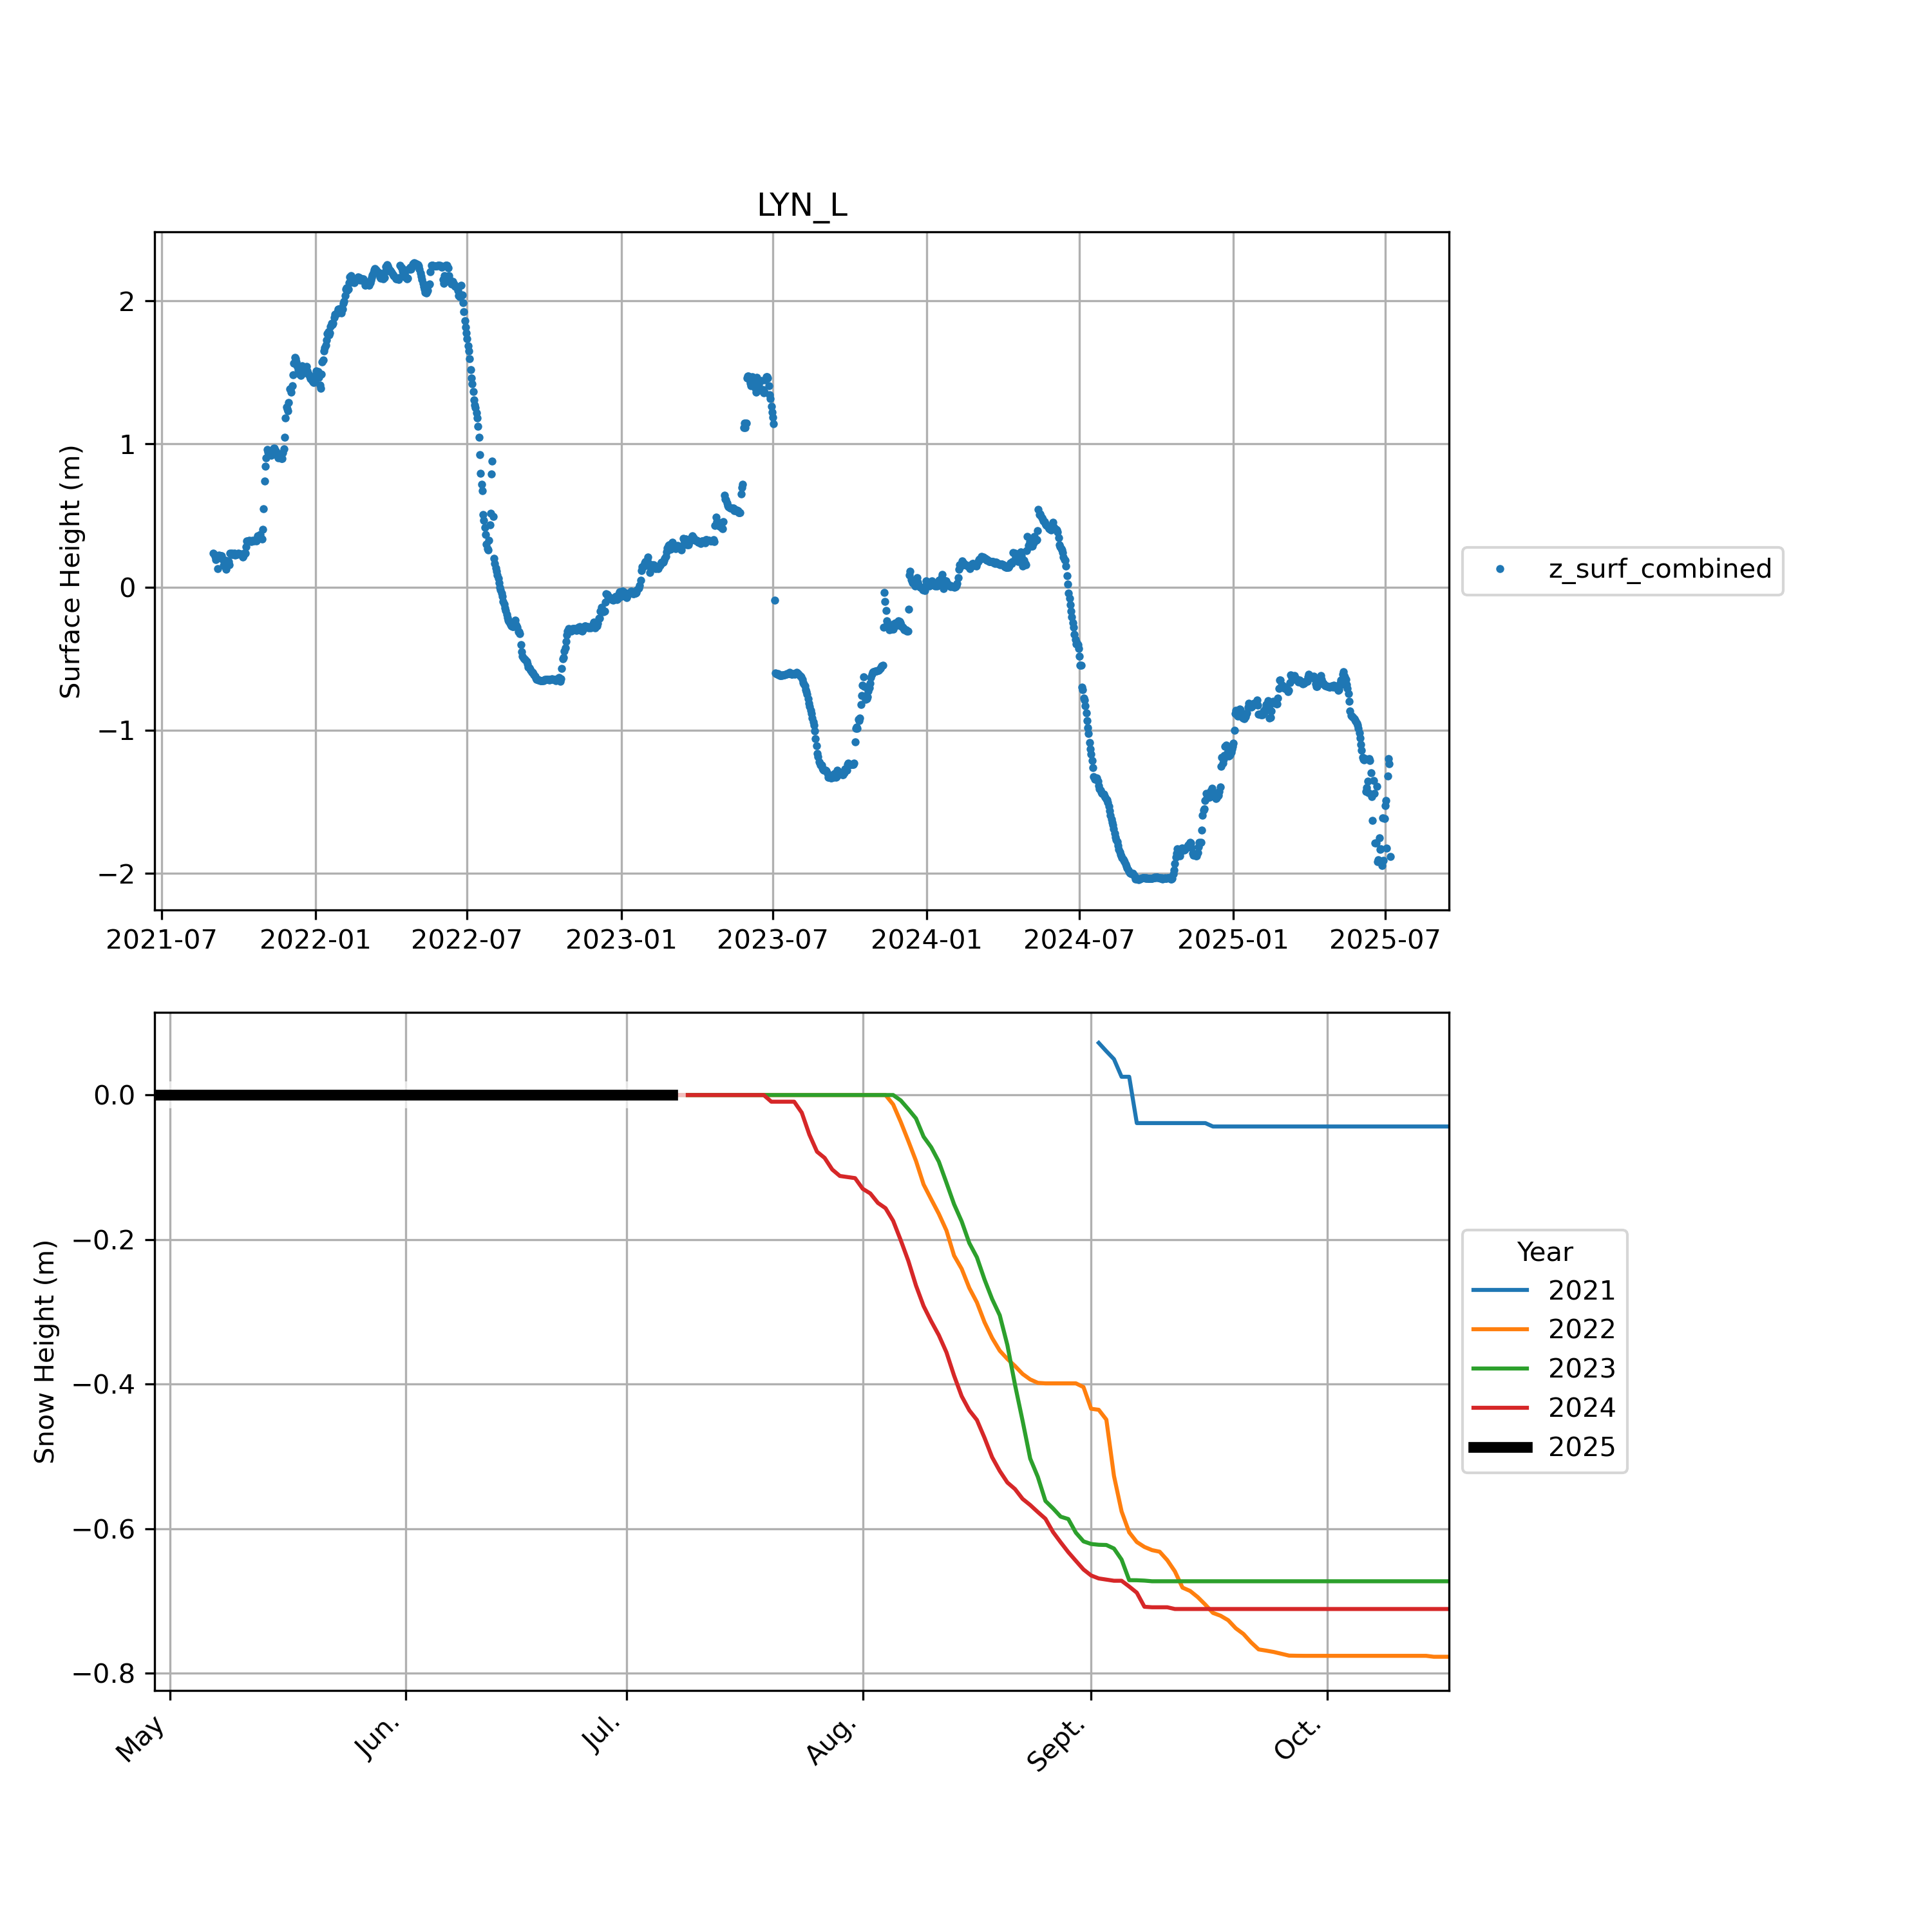 LYN_L
Surface Height (m)
2
1
0
−1
−2
2021-07 2022-01 2022-07 2023-01 2023-07 2024-01 2024-07 2025-01 2025-07
z_surf_combined
Snow Height (m)
0.0
−0.2
−0.4
−0.6
−0.8
May Jun. Jul. Aug. Sept. Oct.
Year
2021
2022
2023
2024
2025